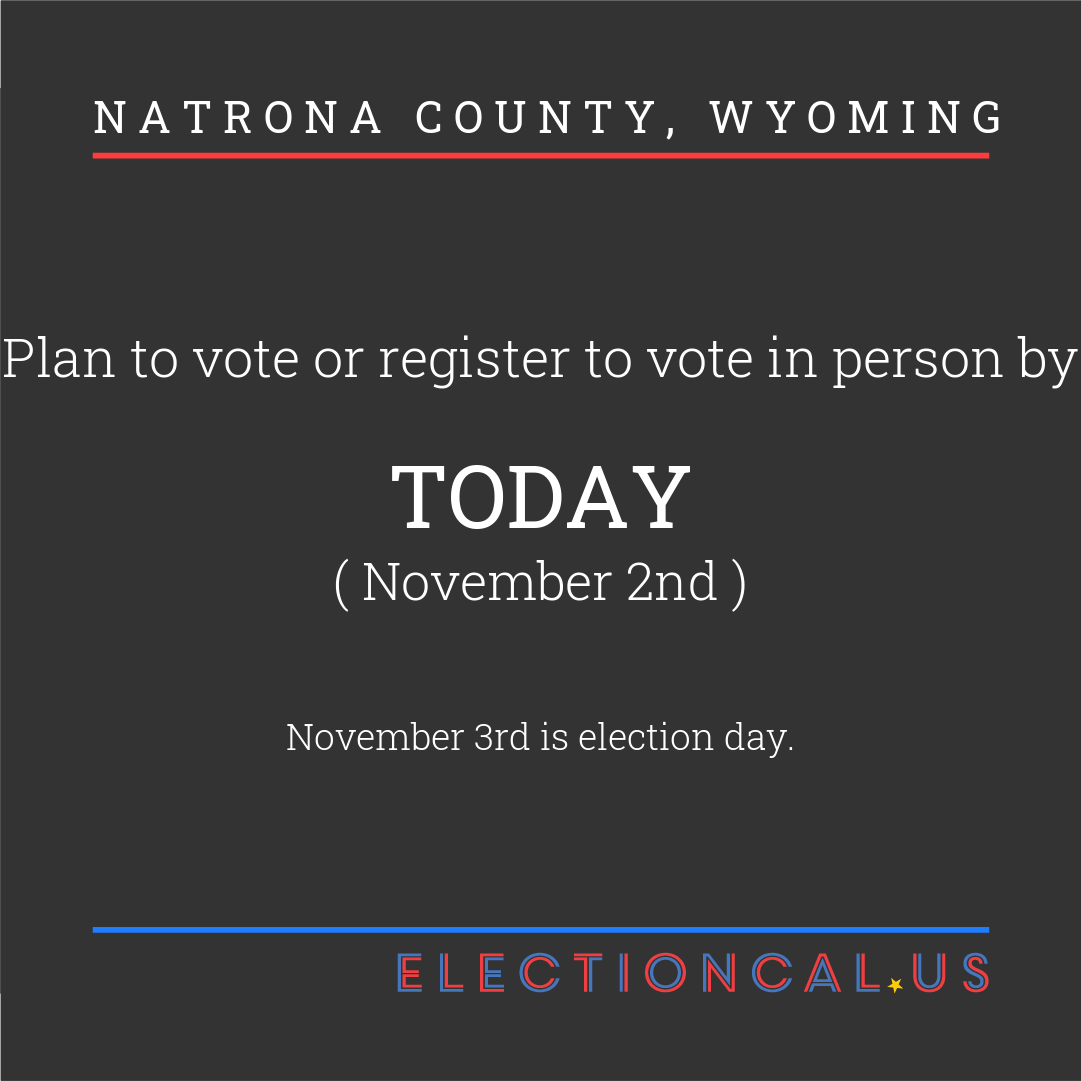 NATRONA COUNTY, WYOMING
Plan to vote or register to vote in person by
TODAY
( November 2nd )
November 3rd is election day.
ELECTIONCAL.US